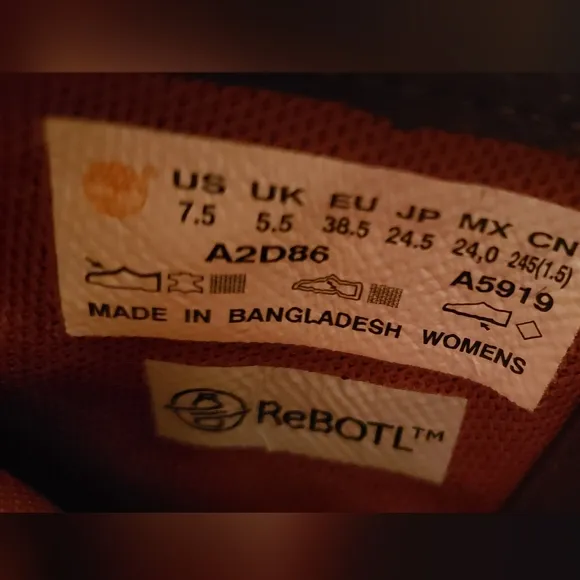 US UK EU JP MX CN
7.5 5.5 38.5 24.5 24,0 245(1.5)
A2D86 A5919
MADE IN BANGLADESH WOMENS
ReBOTL™